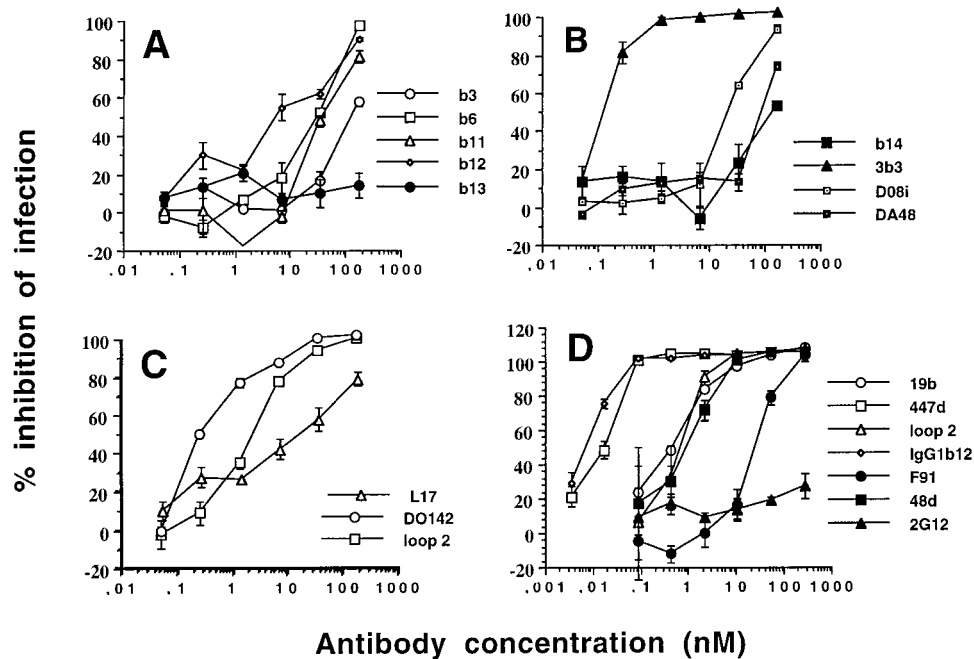 % inhibition of infection
A
100
80
60
40
20
0
-20
.01 .1 1 10 100 1000
b3
b6
b11
b12
b13
B
100
80
60
40
20
0
-20
.01 .1 1 10 100 1000
b14
3b3
D08i
DA48
C
100
80
60
40
20
0
-20
.01 .1 1 10 100 1000
L17
DO142
loop 2
D
120
100
80
60
40
20
0
-20
.001 .01 .1 1 10 100 1000
19b
447d
loop 2
IgG1b12
F91
48d
2G12
Antibody concentration (nM)